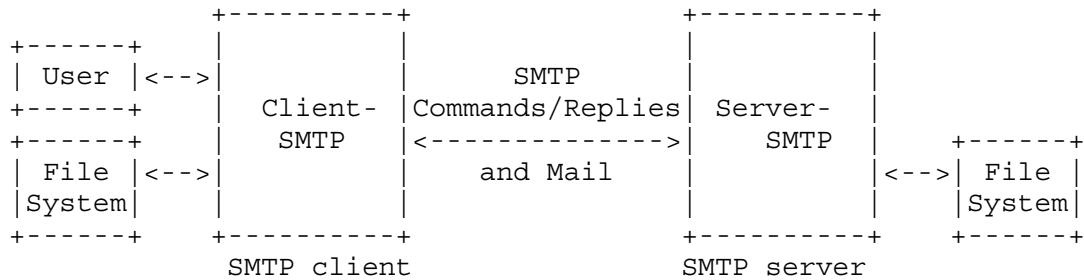 +----------+                +----------+
+------+          |          |                |          |
| User |<-->|          |      SMTP      |          |
+------+    |  Client- |Commands/Replies| Server-  |
+------+    |   SMTP   |<-------------->|    SMTP  |    +------+
| File |<-->|          |    and Mail    |          |<-->| File |
|System|    |          |                |          |    |System|
+------+    +----------+                +----------+    +------+
SMTP client                SMTP server